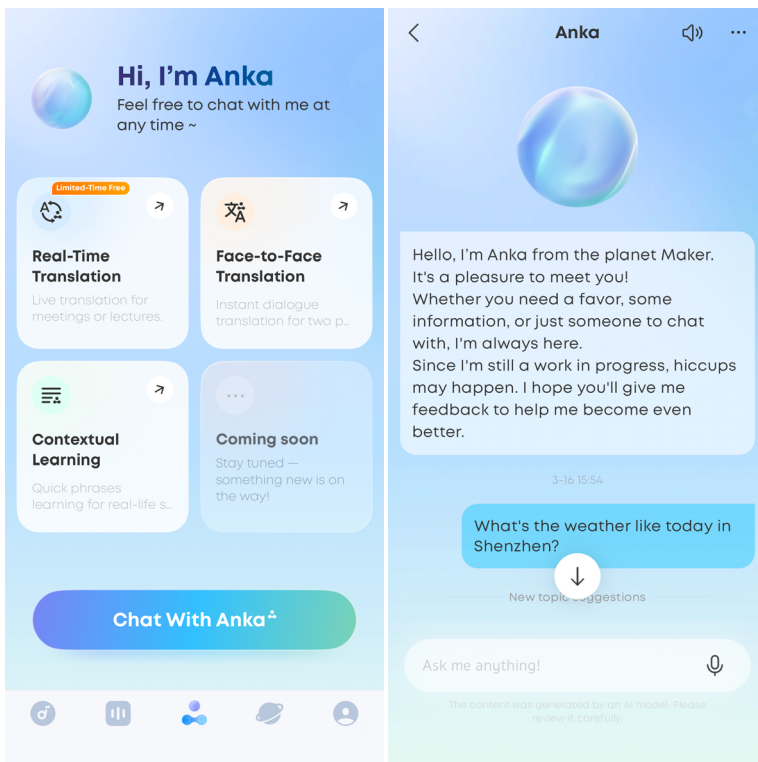 Hi, I’m Anka
Feel free to chat with me at
any time ~
Limited-Time Free
Real-Time
Translation
Live translation for
meetings or lectures.
Face-to-Face
Translation
Instant dialogue
translation for two p...
Contextual
Learning
Quick phrases
learning for real-life s...
Coming soon
Stay tuned —
something new is on
the way!
Chat With Anka
Anka
Hello, I’m Anka from the planet Maker.
It's a pleasure to meet you!
Whether you need a favor, some
information, or just someone to chat
with, I'm always here.
Since I'm still a work in progress, hiccups
may happen. I hope you'll give me
feedback to help me become even
better.
3-16 15:54
What's the weather like today in
Shenzhen?
New topic suggestions
Ask me anything!
The content was generated by an AI model. Please
review it carefully.